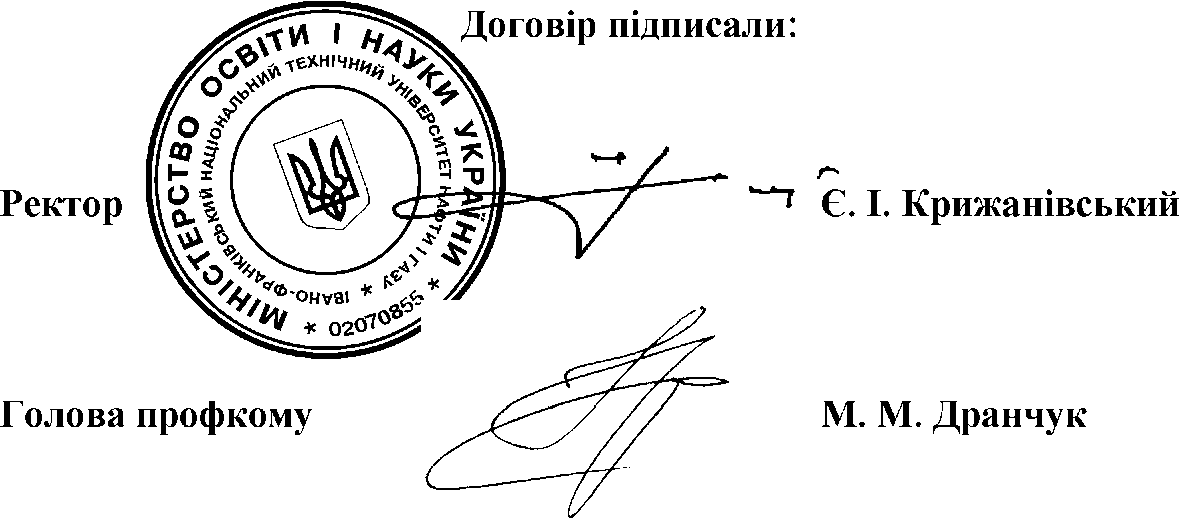 Договір підписали:
МІНІСТЕРСТВО ОСВІТИ І НАУКИ УКРАЇНИ
ІВАНО-ФРАНКІВСЬКИЙ НАЦІОНАЛЬНИЙ ТЕХНІЧНИЙ УНІВЕРСИТЕТ НАФТИ І ГАЗУ
* 02070855 *
Ректор
Є. І. Крижанівський
Голова профкому
М. М. Дранчук